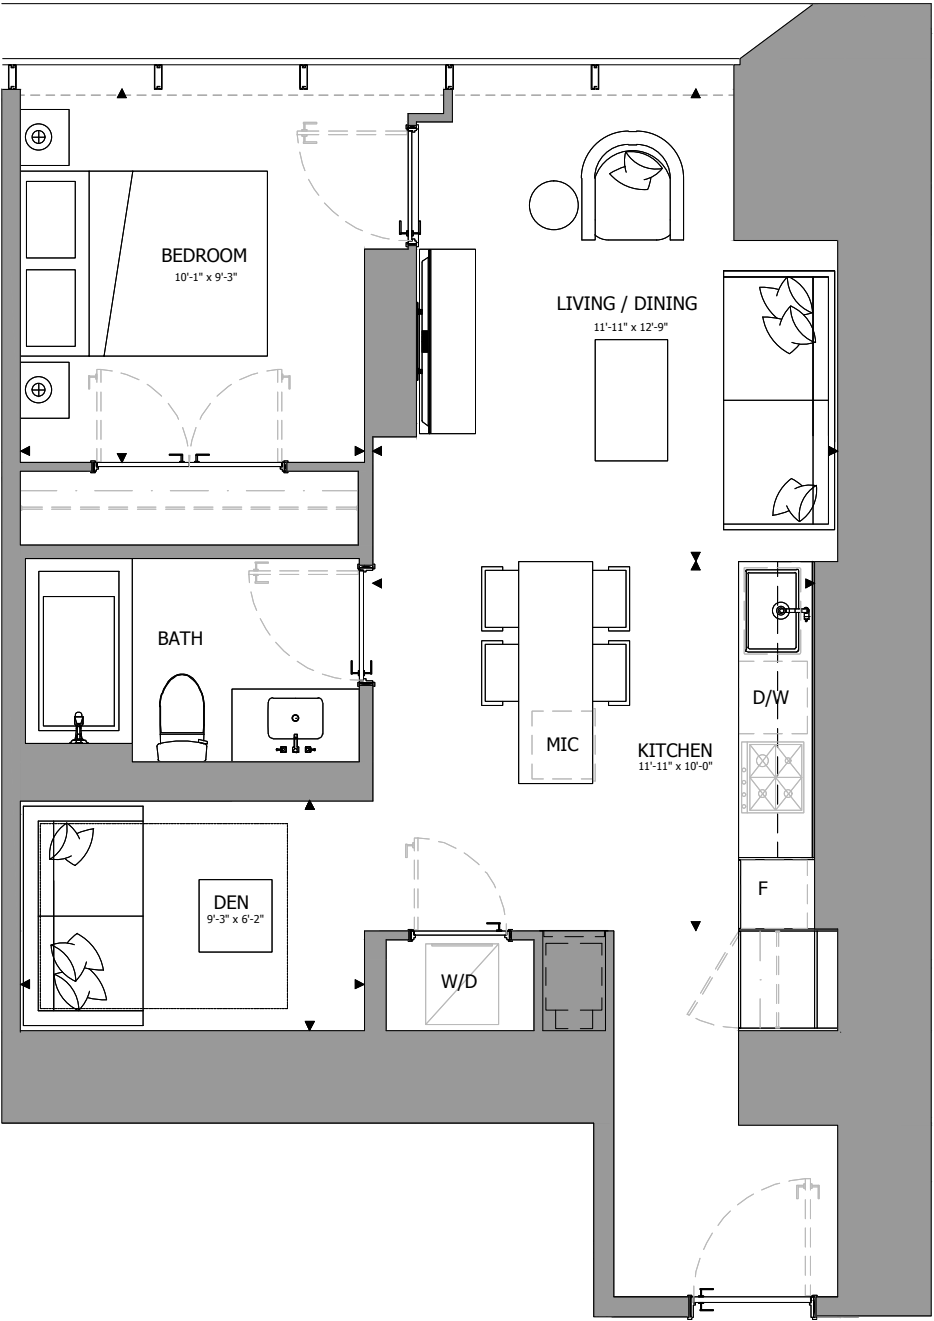 BEDROOM
10'-1" x 9'-3"
LIVING / DINING
11'-11" x 12'-9"
BATH
D/W
MIC
KITCHEN
11'-11" x 10'-0"
F
DEN
9'-3" x 6'-2"
W/D